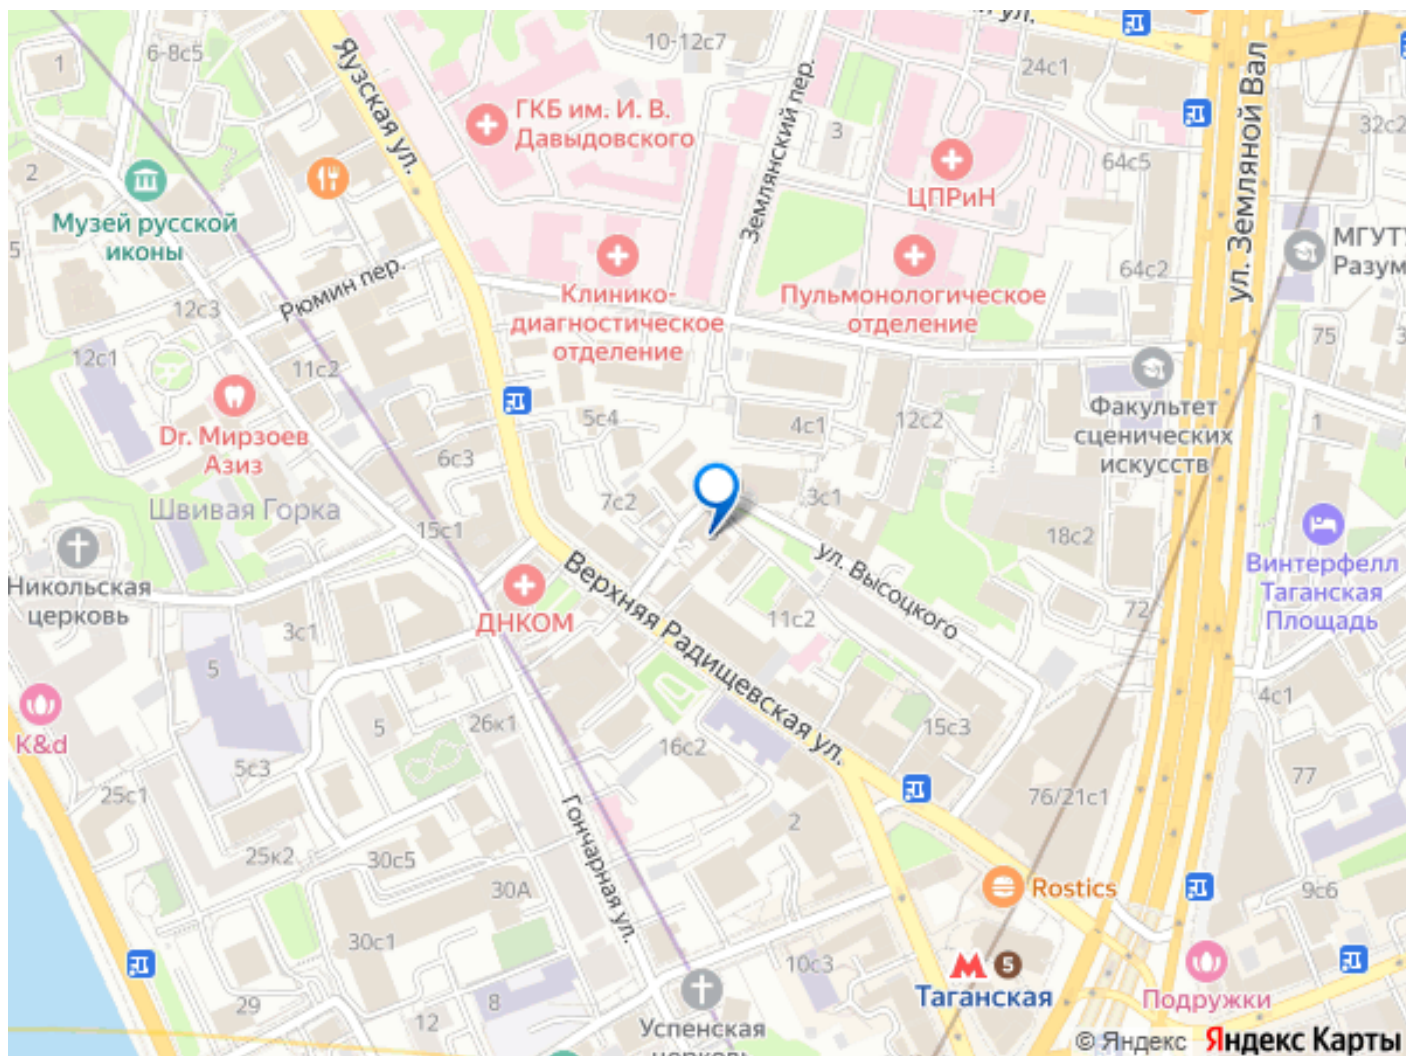 ул.
6-8с5
10-12с7
1
24с1
Яузская ул.
ГКБ им. И. В.
Давыдовского
Землянский пер.
3
ул. Земляной Вал
32с2
64с5
2
ЦПРиН
Музей русской
иконы
5
МГУТУ
Разум
Рюмин пер.
64с2
Клинико-
диагностическое
отделение
Пульмонологическое
отделение
12с3
75
3
12с1
11с2
Факультет
сценических
искусств
5с4
4с1
12с2
1
Dr. Мирзоев
Азиз
6с3
Швивая Горка
7с2
3с1
15с1
18с2
ул. Высоцкого
Винтерфелл
Таганская
Площадь
Никольская
церковь
Верхняя Радищевская ул.
ДНКОМ
72
11с2
3с1
5
4с1
K&d
26к1
5
15с3
16с2
5с3
77
25с1
76/21с1
Гончарная ул.
2
25к2
30с5
30А
Rostics
9с6
30с1
10с3
5
Таганская
Подружки
29
8
12
Успенская
церковь
© Яндекс Яндекс Карты